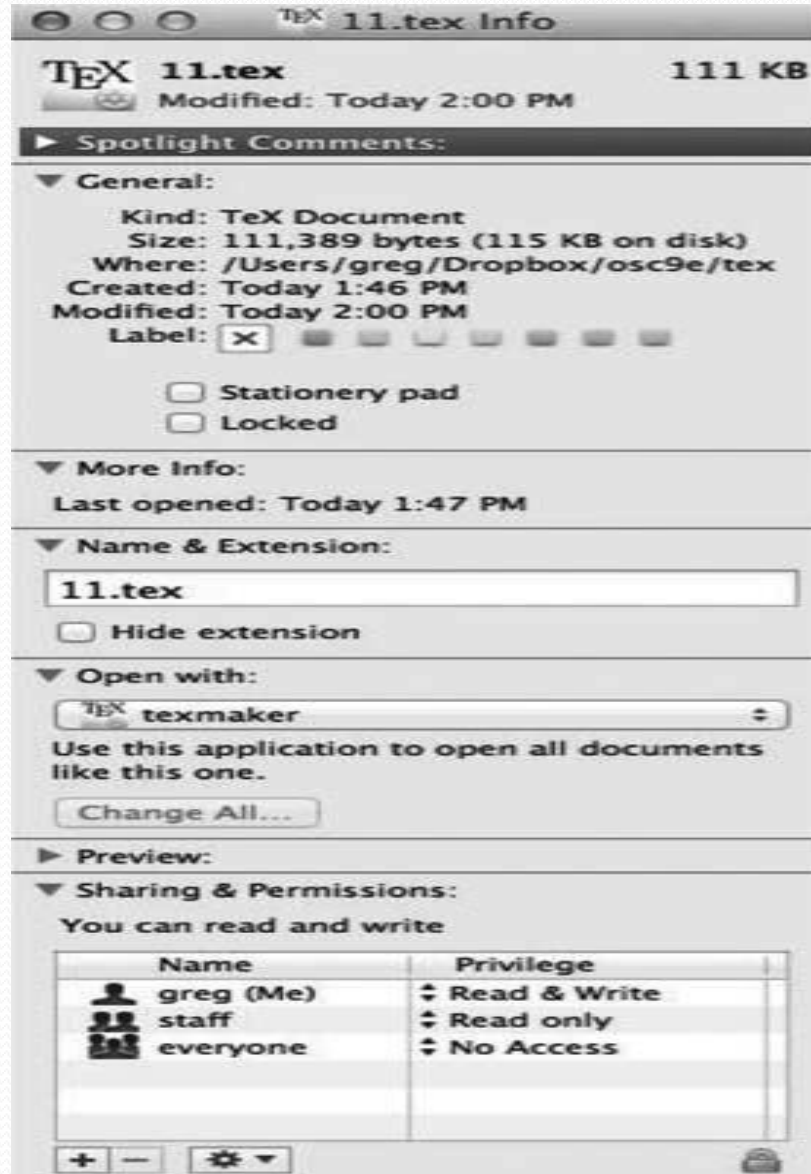 TEX 11.tex Info
TEX 11.tex 111 KB
Modified: Today 2:00 PM
Spotlight Comments:
General:
Kind: TeX Document
Size: 111,389 bytes (115 KB on disk)
Where: /Users/greg/Dropbox/osc9e/tex
Created: Today 1:46 PM
Modified: Today 2:00 PM
Label:
Stationery pad
Locked
More Info:
Last opened: Today 1:47 PM
Name & Extension:
11.tex
Hide extension
Open with:
TEX texmaker
Use this application to open all documents
like this one.
Change All...
Preview:
Sharing & Permissions:
You can read and write
Name Privilege
greg (Me) Read & Write
staff Read only
everyone No Access